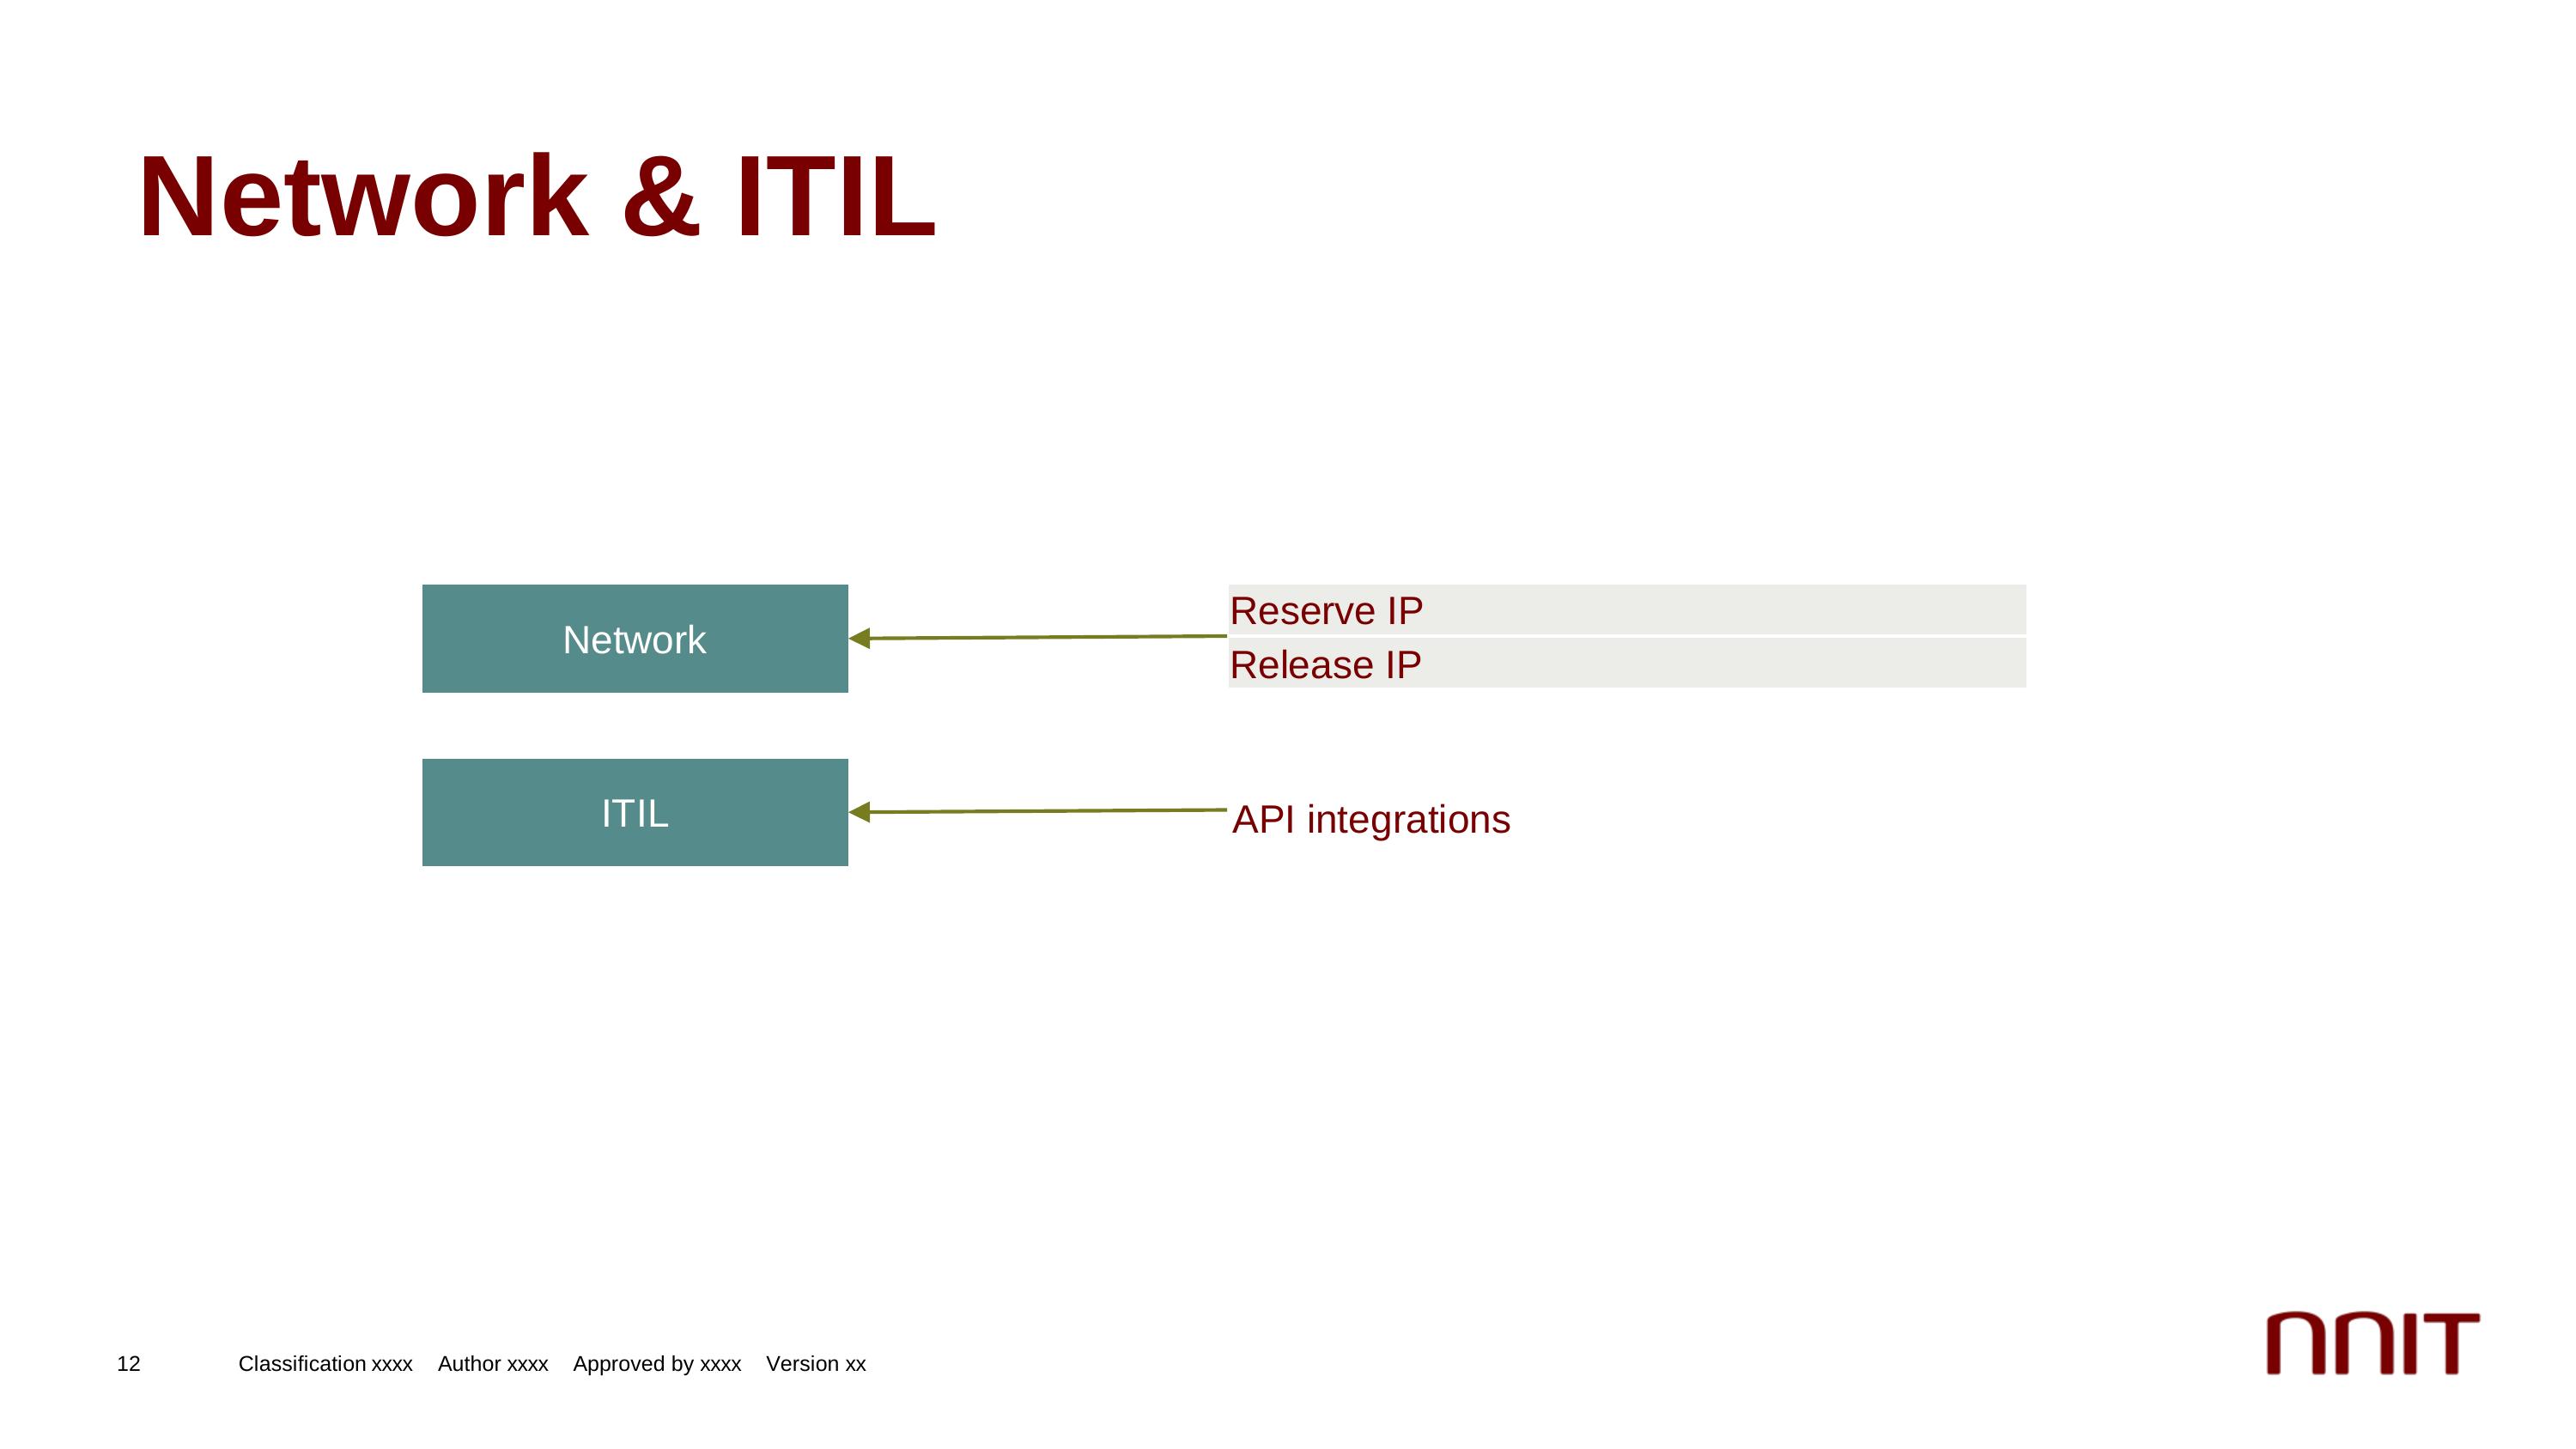 Network & ITIL
Network
Reserve IP
Release IP
ITIL
API integrations
12 Classification xxxx Author xxxx Approved by xxxx Version xx
nnIT